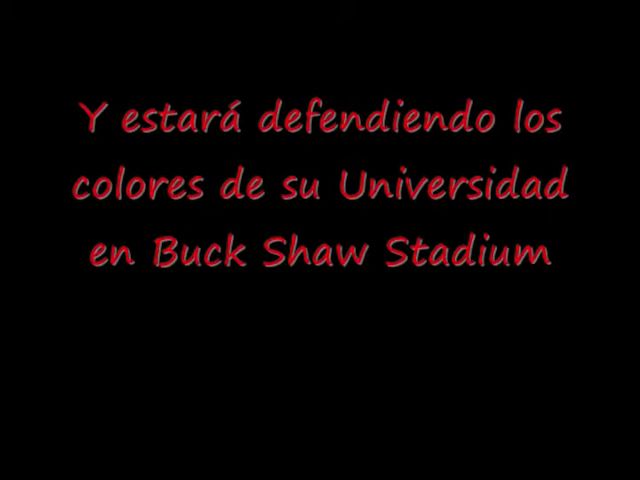 Y estará defendiendo los
colores de su Universidad
en Buck Shaw Stadium